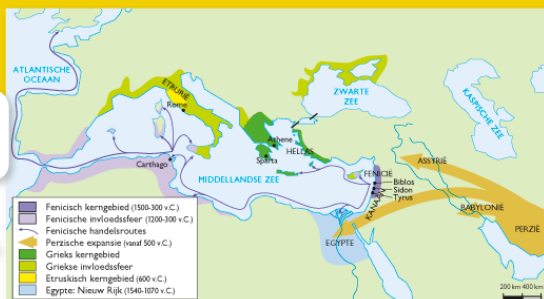 ATLANTISCHE
OCEAAN
ETRURIË
Rome
ZWARTE
ZEE
KASPISCHE ZEE
Carthago
Athene
HELLAS
Sparta
MIDDELLANDSE ZEE
FENICIË
Biblos
Sidon
Tyrus
KANAÄN
ASSYRIË
BABYLONIË
PERZIË
EGYPTE
Fenicisch kerngebied (1500-300 v.C.)
Fenicische invloedssfeer (1200-300 v.C.)
Fenicische handelsroutes
Perzische expansie (vanaf 500 v.C.)
Grieks kerngebied
Griekse invloedssfeer
Etruskisch kerngebied (600 v.C.)
Egypte: Nieuw Rijk (1540-1070 v.C.)
200 km 400 km